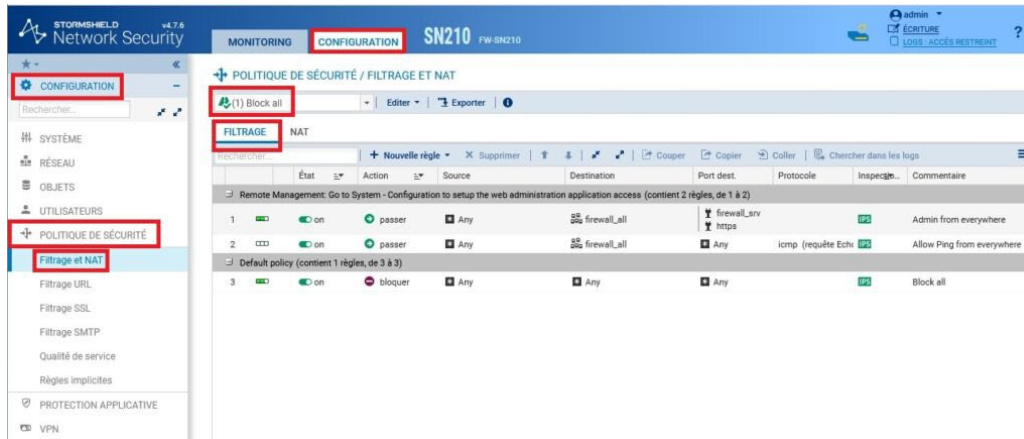 STORMSHIELD v4.7.6
Network Security
MONITORING CONFIGURATION SN210 FW-SN210
admin
ÉCRITURE
LOGS : ACCÈS RESTREINT
?
CONFIGURATION
Rechercher...
SYSTÈME
RÉSEAU
OBJETS
UTILISATEURS
POLITIQUE DE SÉCURITÉ
Filtrage et NAT
Filtrage URL
Filtrage SSL
Filtrage SMTP
Qualité de service
Règles implicites
PROTECTION APPLICATIVE
VPN
POLITIQUE DE SÉCURITÉ / FILTRAGE ET NAT
(1) Block all Editer Exporter
FILTRAGE NAT
Rechercher... + Nouvelle règle × Supprimer Couper Copier Coller Chercher dans les logs
État Action Source Destination Port dest. Protocole Inspection... Commentaire
Remote Management: Go to System - Configuration to setup the web administration application access (contient 2 règles, de 1 à 2)
1 on passer Any firewall_all firewall_srv IPS Admin from everywhere
https
2 on passer Any firewall_all Any icmp (requête Echo IPS Allow Ping from everywhere
Default policy (contient 1 règles, de 3 à 3)
3 on bloquer Any Any Any IPS Block all